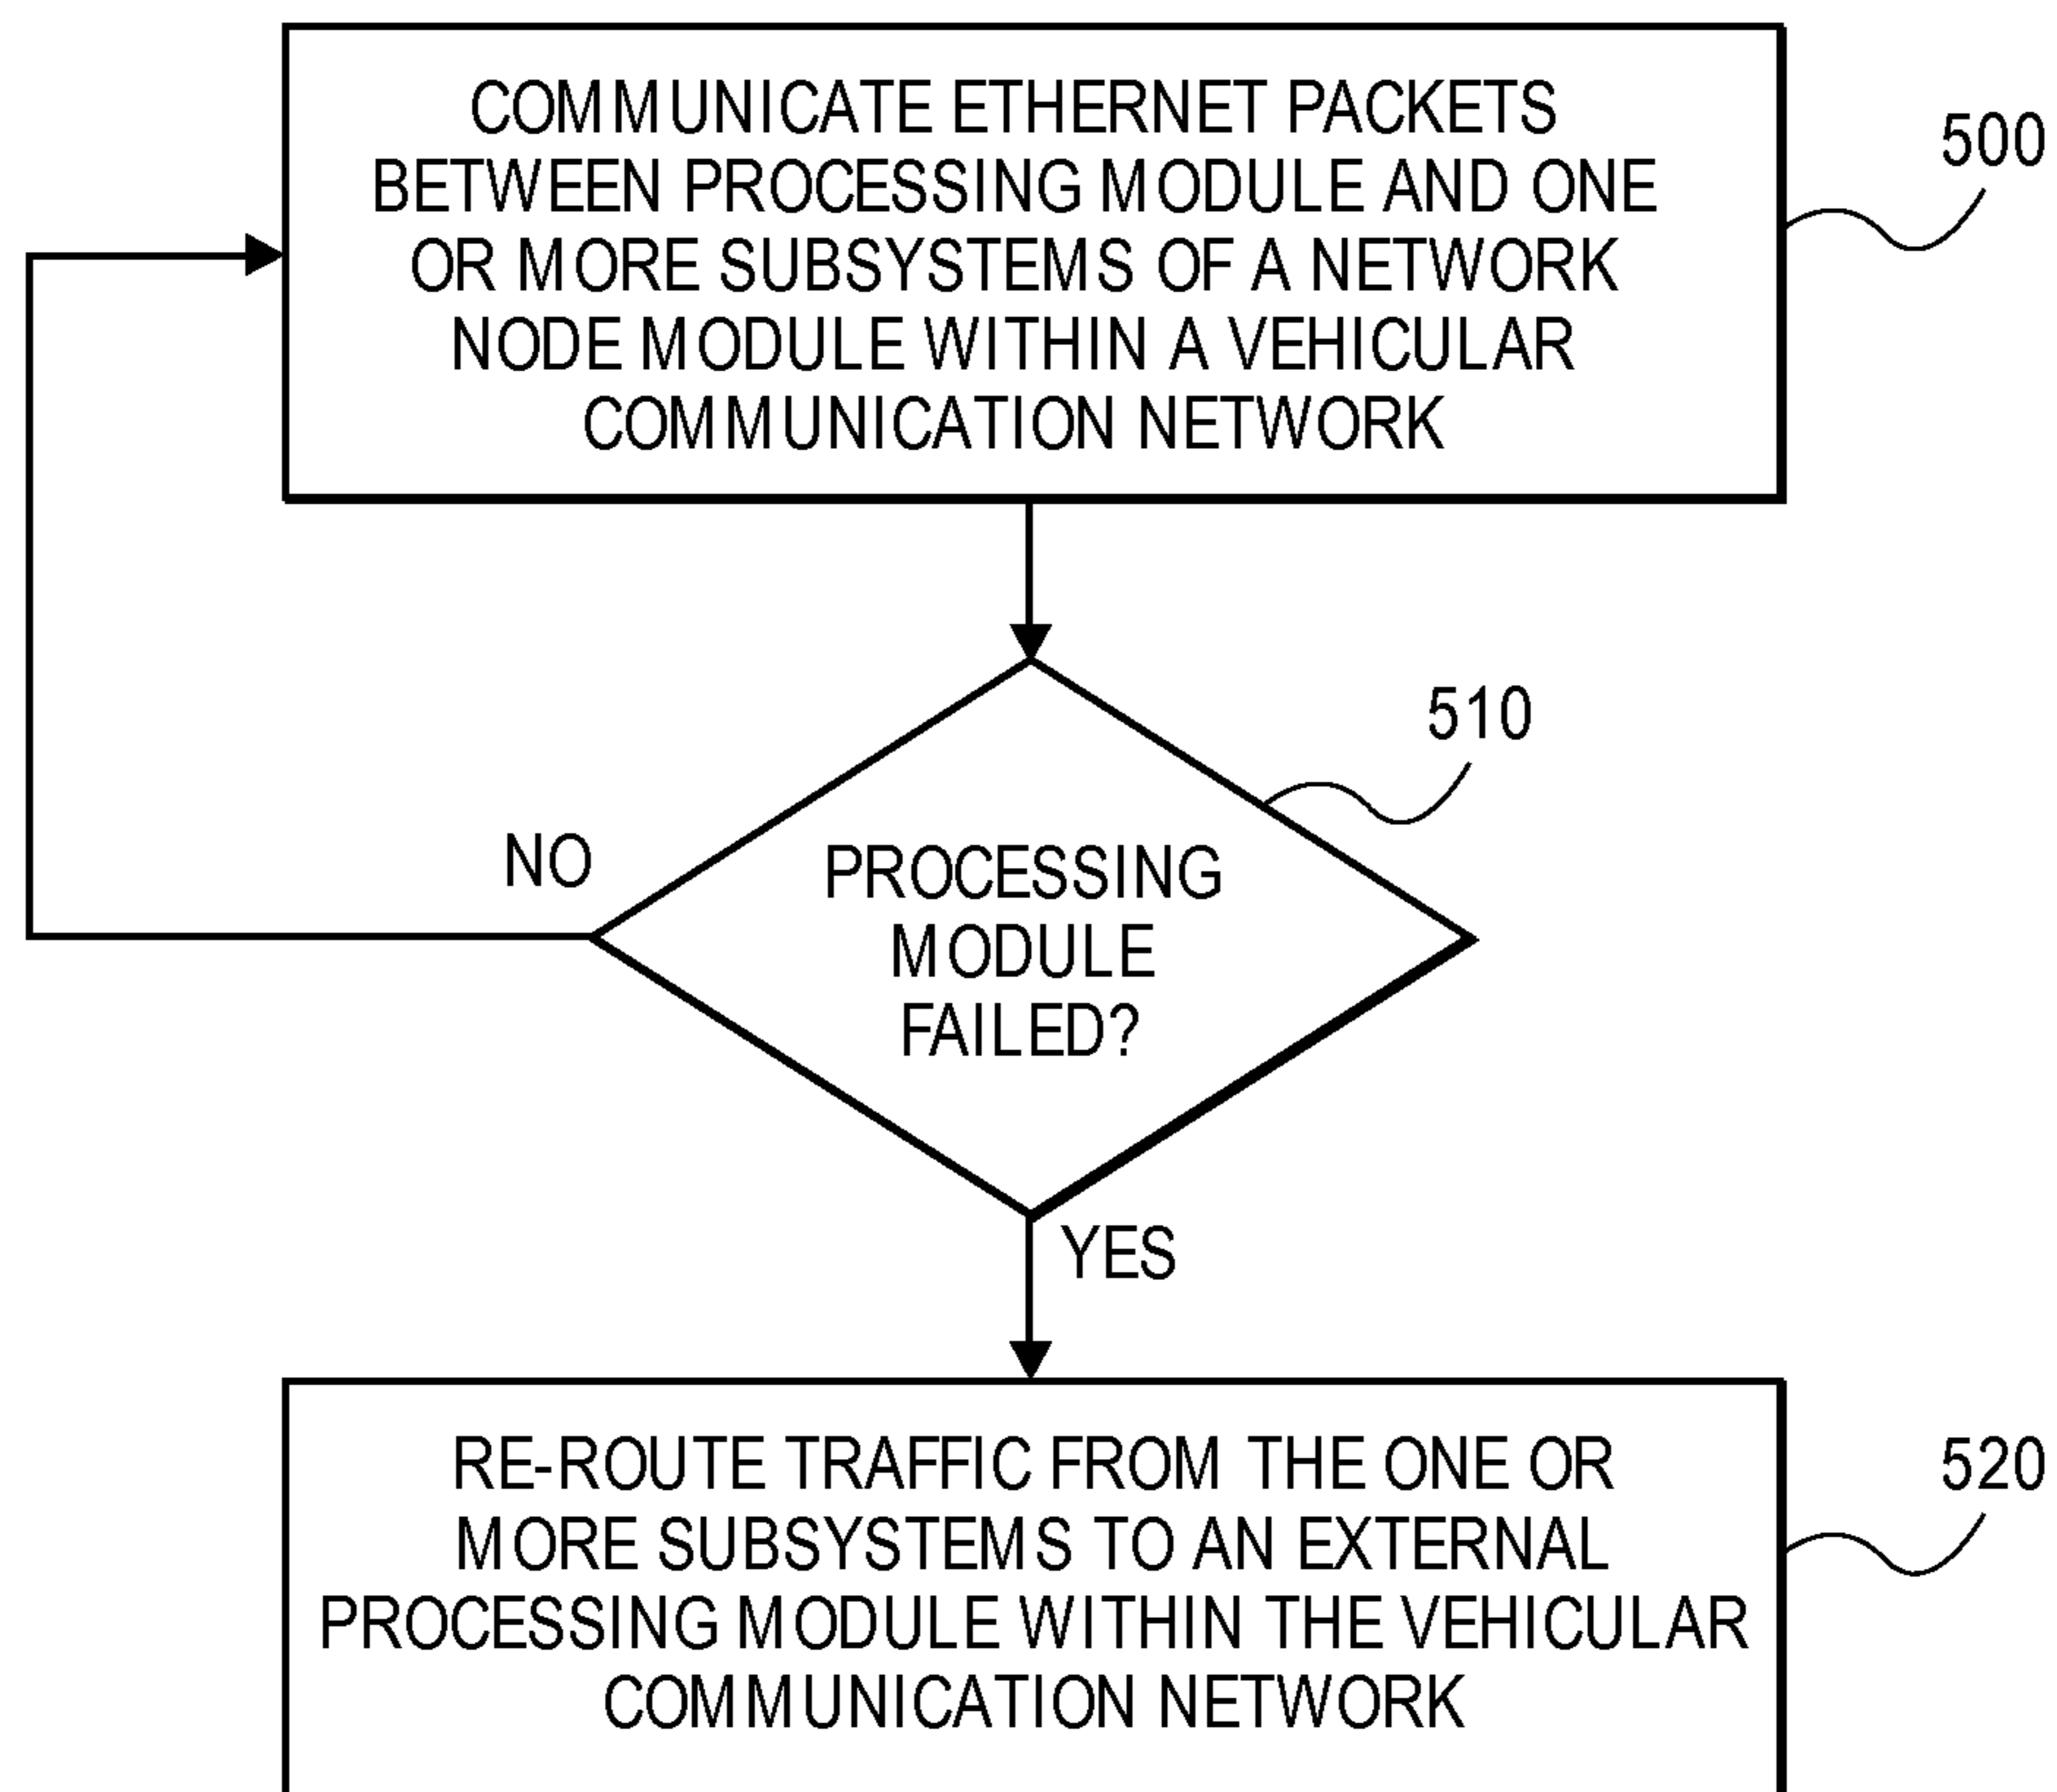 COMMUNICATE ETHERNET PACKETS
BETWEEN PROCESSING MODULE AND ONE
OR MORE SUBSYSTEMS OF A NETWORK
NODE MODULE WITHIN A VEHICULAR
COMMUNICATION NETWORK
500
510
NO
PROCESSING
MODULE
FAILED?
YES
RE-ROUTE TRAFFIC FROM THE ONE OR
MORE SUBSYSTEMS TO AN EXTERNAL
PROCESSING MODULE WITHIN THE VEHICULAR
COMMUNICATION NETWORK
520